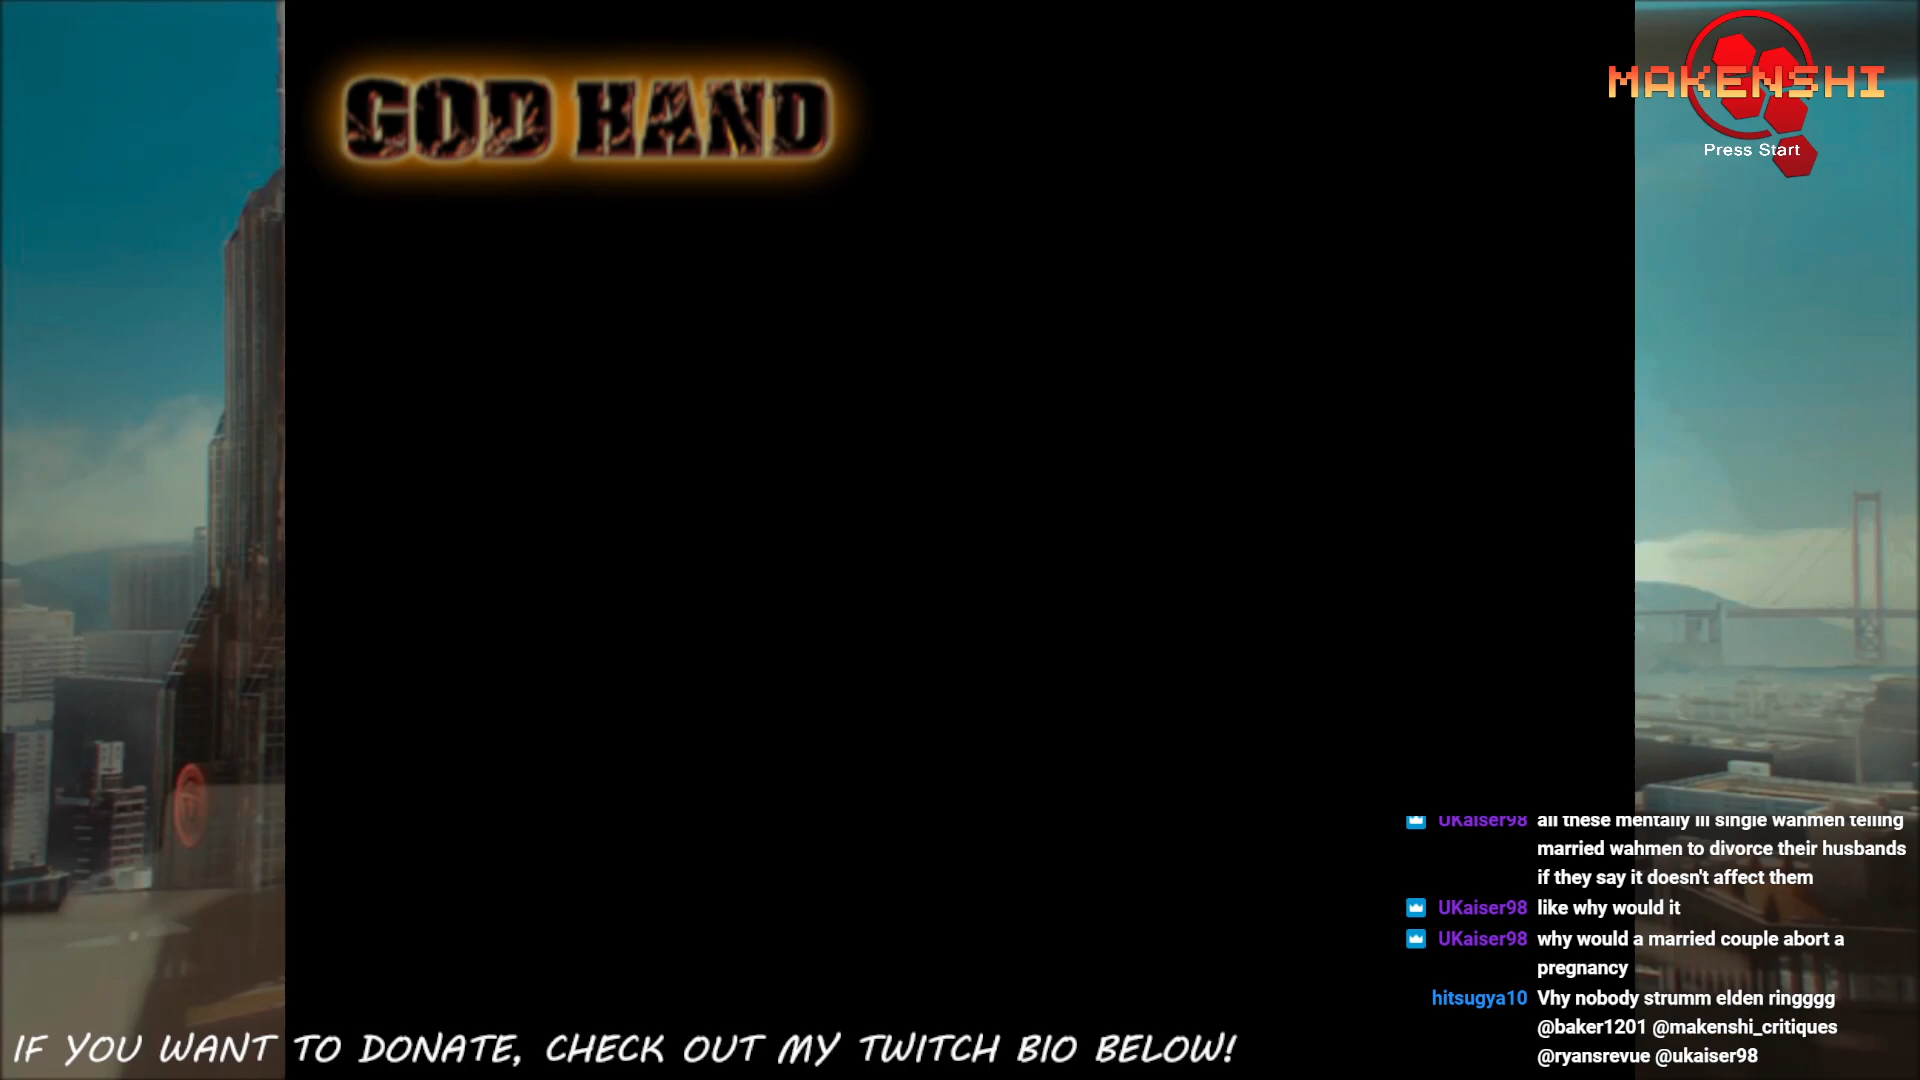 GOD HAND
MAKENSHI
Press Start
UKaiser98 all these mentally ill single wahmen telling
married wahmen to divorce their husbands
if they say it doesn't affect them
UKaiser98 like why would it
UKaiser98 why would a married couple abort a
pregnancy
hitsugya10 Vhy nobody strumm elden ringggg
@baker1201 @makenshi_critiques
@ryansrevue @ukaiser98
IF YOU WANT TO DONATE, CHECK OUT MY TWITCH BIO BELOW!